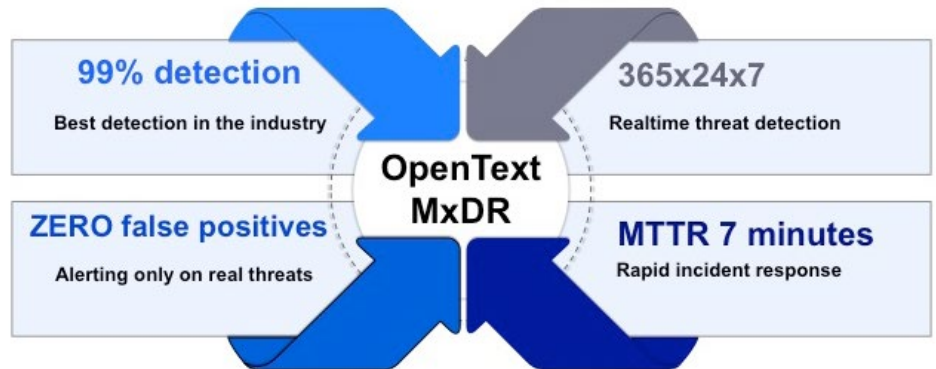 99% detection
Best detection in the industry
365x24x7
Realtime threat detection
OpenText
MxDR
ZERO false positives
Alerting only on real threats
MTTR 7 minutes
Rapid incident response